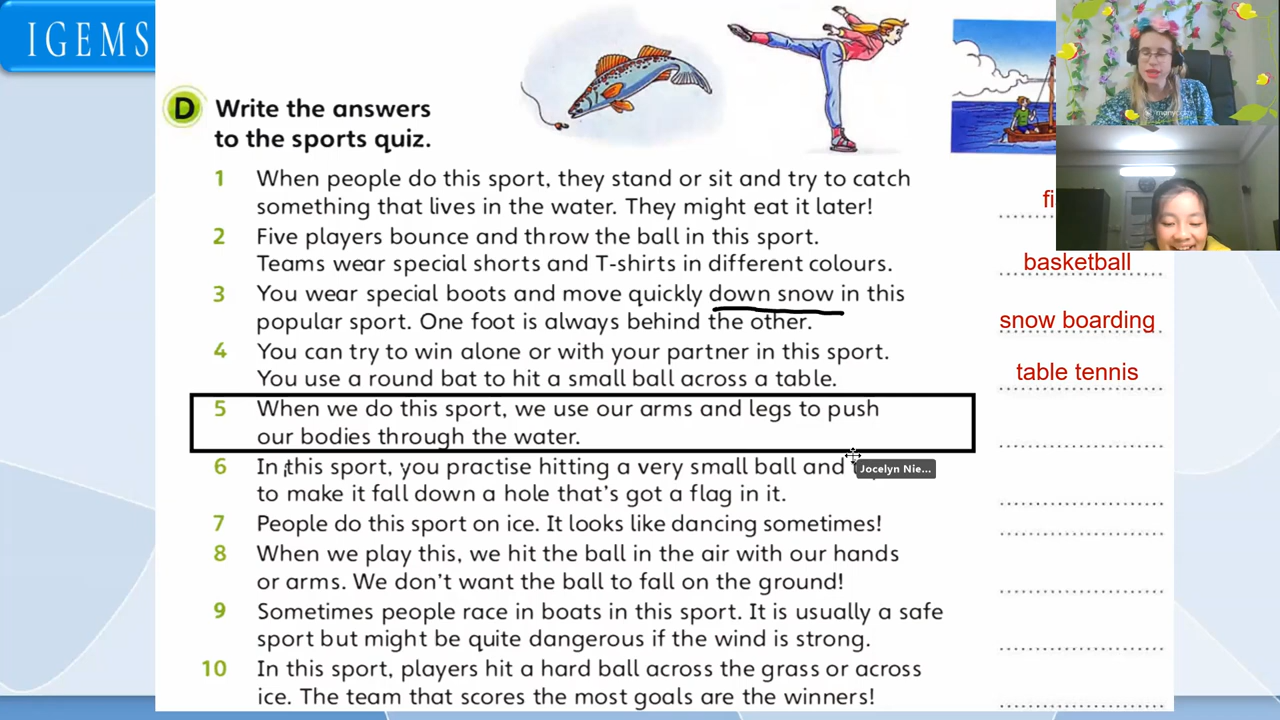 IGEMS
D Write the answers
to the sports quiz.
1 When people do this sport, they stand or sit and try to catch
something that lives in the water. They might eat it later!
fi
2 Five players bounce and throw the ball in this sport.
Teams wear special shorts and T-shirts in different colours.
basketball
3 You wear special boots and move quickly down snow in this
popular sport. One foot is always behind the other.
snow boarding
4 You can try to win alone or with your partner in this sport.
You use a round bat to hit a small ball across a table.
table tennis
5 When we do this sport, we use our arms and legs to push
our bodies through the water.
6 In this sport, you practise hitting a very small ball and
Jocelyn Nie...
to make it fall down a hole that's got a flag in it.
7 People do this sport on ice. It looks like dancing sometimes!
8 When we play this, we hit the ball in the air with our hands
or arms. We don't want the ball to fall on the ground!
9 Sometimes people race in boats in this sport. It is usually a safe
sport but might be quite dangerous if the wind is strong.
10 In this sport, players hit a hard ball across the grass or across
ice. The team that scores the most goals are the winners!